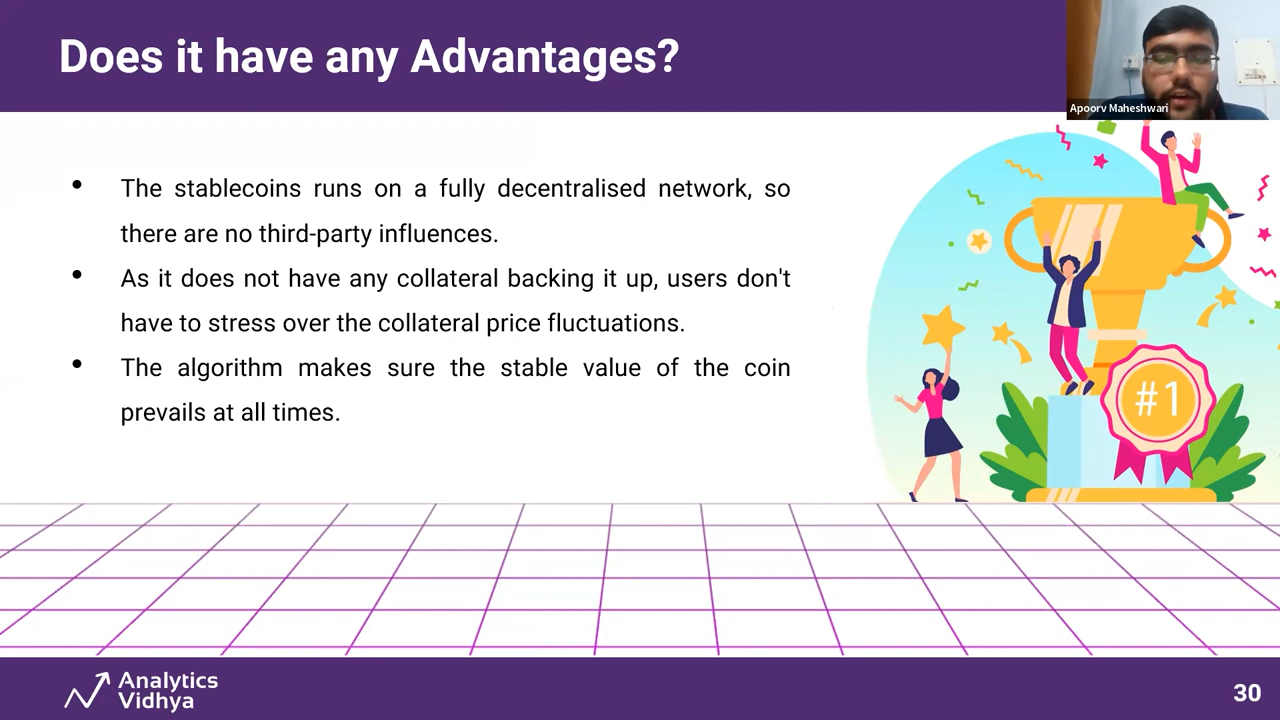 Does it have any Advantages?
Apoorv Maheshwari
• The stablecoins runs on a fully decentralised network, so
there are no third-party influences.
• As it does not have any collateral backing it up, users don't
have to stress over the collateral price fluctuations.
• The algorithm makes sure the stable value of the coin
prevails at all times.
#1
Analytics
Vidhya
30